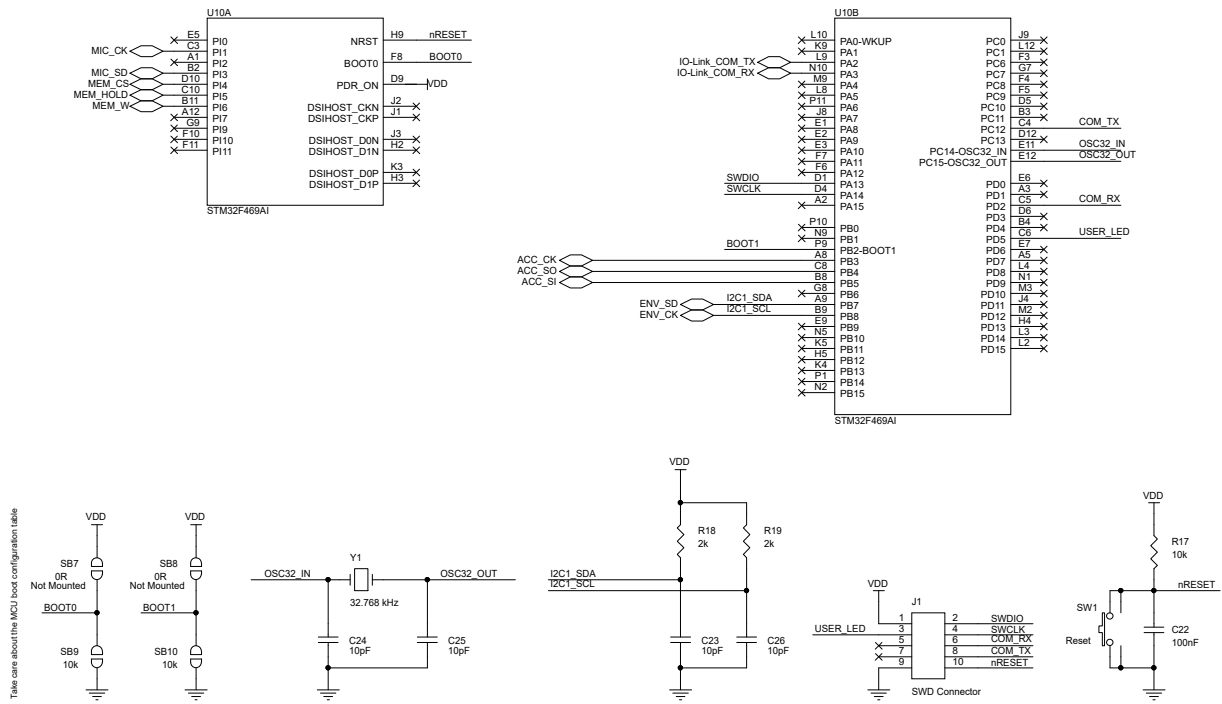 U10A
E5 PI0
MIC_CK C3 PI1
A1 PI2
MIC_SD B2 PI3
MEM_CS D10 PI4
MEM_HOLD C10 PI5
MEM_W B11 PI6
A12 PI7
G9 PI9
F10 PI10
F11 PI11
NRST H9 nRESET
BOOT0 F8 BOOT0
PDR_ON D9 VDD
DSIHOST_CKN J2
DSIHOST_CKP J1
DSIHOST_D0N J3
DSIHOST_D1N H2
DSIHOST_D0P K3
DSIHOST_D1P H3
STM32F469AI
U10B
L10 PA0-WKUP
K9 PA1
IO-Link_COM_TX L9 PA2
IO-Link_COM_RX N10 PA3
M9 PA4
L8 PA5
P11 PA6
J8 PA7
E1 PA8
E2 PA9
E3 PA10
F7 PA11
F6 PA12
SWDIO D1 PA13
SWCLK D4 PA14
A2 PA15
P10 PB0
N9 PB1
BOOT1 P9 PB2-BOOT1
ACC_CK A8 PB3
ACC_SO C8 PB4
ACC_SI B8 PB5
G8 PB6
ENV_SD I2C1_SDA A9 PB7
ENV_CK I2C1_SCL B9 PB8
E9 PB9
N5 PB10
K5 PB11
H5 PB12
K4 PB13
P1 PB14
N2 PB15
PC0 J9
PC1 L12
PC2 F3
PC6 G7
PC7 F4
PC8 F5
PC9 D5
PC10 B3
PC11 C4
PC12 COM_TX
PC13 D12
PC14-OSC32_IN E11 OSC32_IN
PC15-OSC32_OUT E12 OSC32_OUT
PD0 E6
PD1 A3
PD2 C5 COM_RX
PD3 D6
PD4 B4
PD5 C6 USER_LED
PD6 E7
PD7 A5
PD8 L4
PD9 N1
PD10 M3
PD11 J4
PD12 M2
PD13 H4
PD14 L3
PD15 L2
STM32F469AI
Take care about the MCU boot configuration table
VDD
SB7
0R
Not Mounted
BOOT0
SB9
10k
VDD
SB8
0R
Not Mounted
BOOT1
SB10
10k
Y1
OSC32_IN OSC32_OUT
32.768 kHz
C24
10pF
C25
10pF
VDD
R18
2k
R19
2k
I2C1_SDA
I2C1_SCL
C23
10pF
C26
10pF
VDD
J1
1 2 SWDIO
USER_LED 3 4 SWCLK
5 6 COM_RX
7 8 COM_TX
9 10 nRESET
SWD Connector
VDD
R17
10k
nRESET
SW1
Reset
C22
100nF